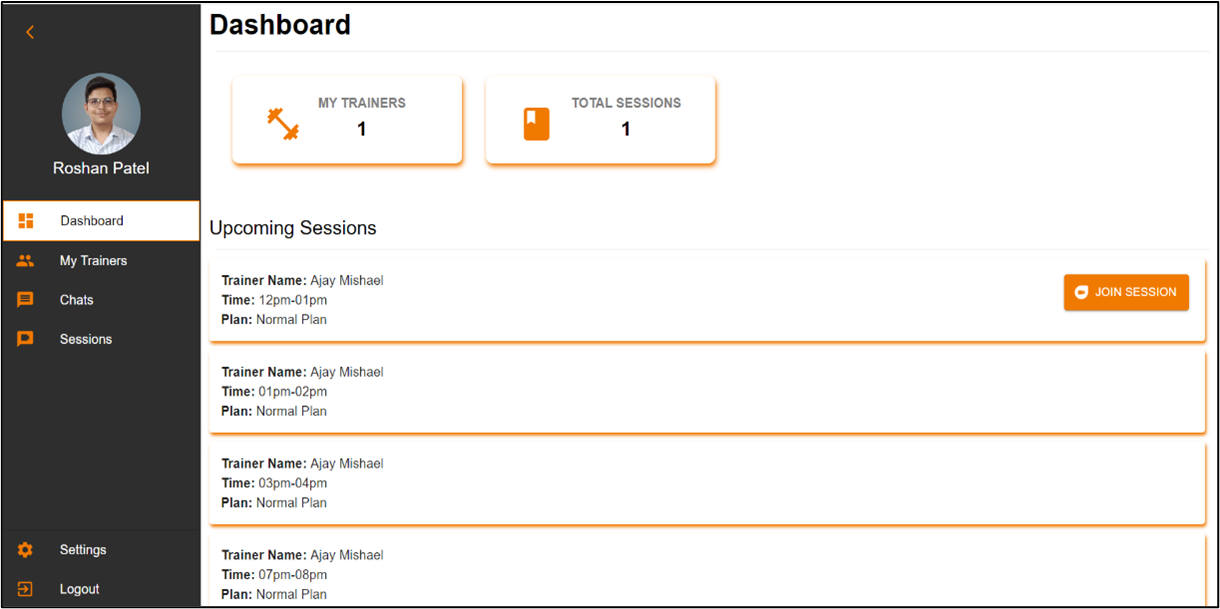 Dashboard
Roshan Patel
Dashboard
My Trainers
Chats
Sessions
Settings
Logout
MY TRAINERS
1
TOTAL SESSIONS
1
Upcoming Sessions
Trainer Name: Ajay Mishael
Time: 12pm-01pm
Plan: Normal Plan
JOIN SESSION
Trainer Name: Ajay Mishael
Time: 01pm-02pm
Plan: Normal Plan
Trainer Name: Ajay Mishael
Time: 03pm-04pm
Plan: Normal Plan
Trainer Name: Ajay Mishael
Time: 07pm-08pm
Plan: Normal Plan